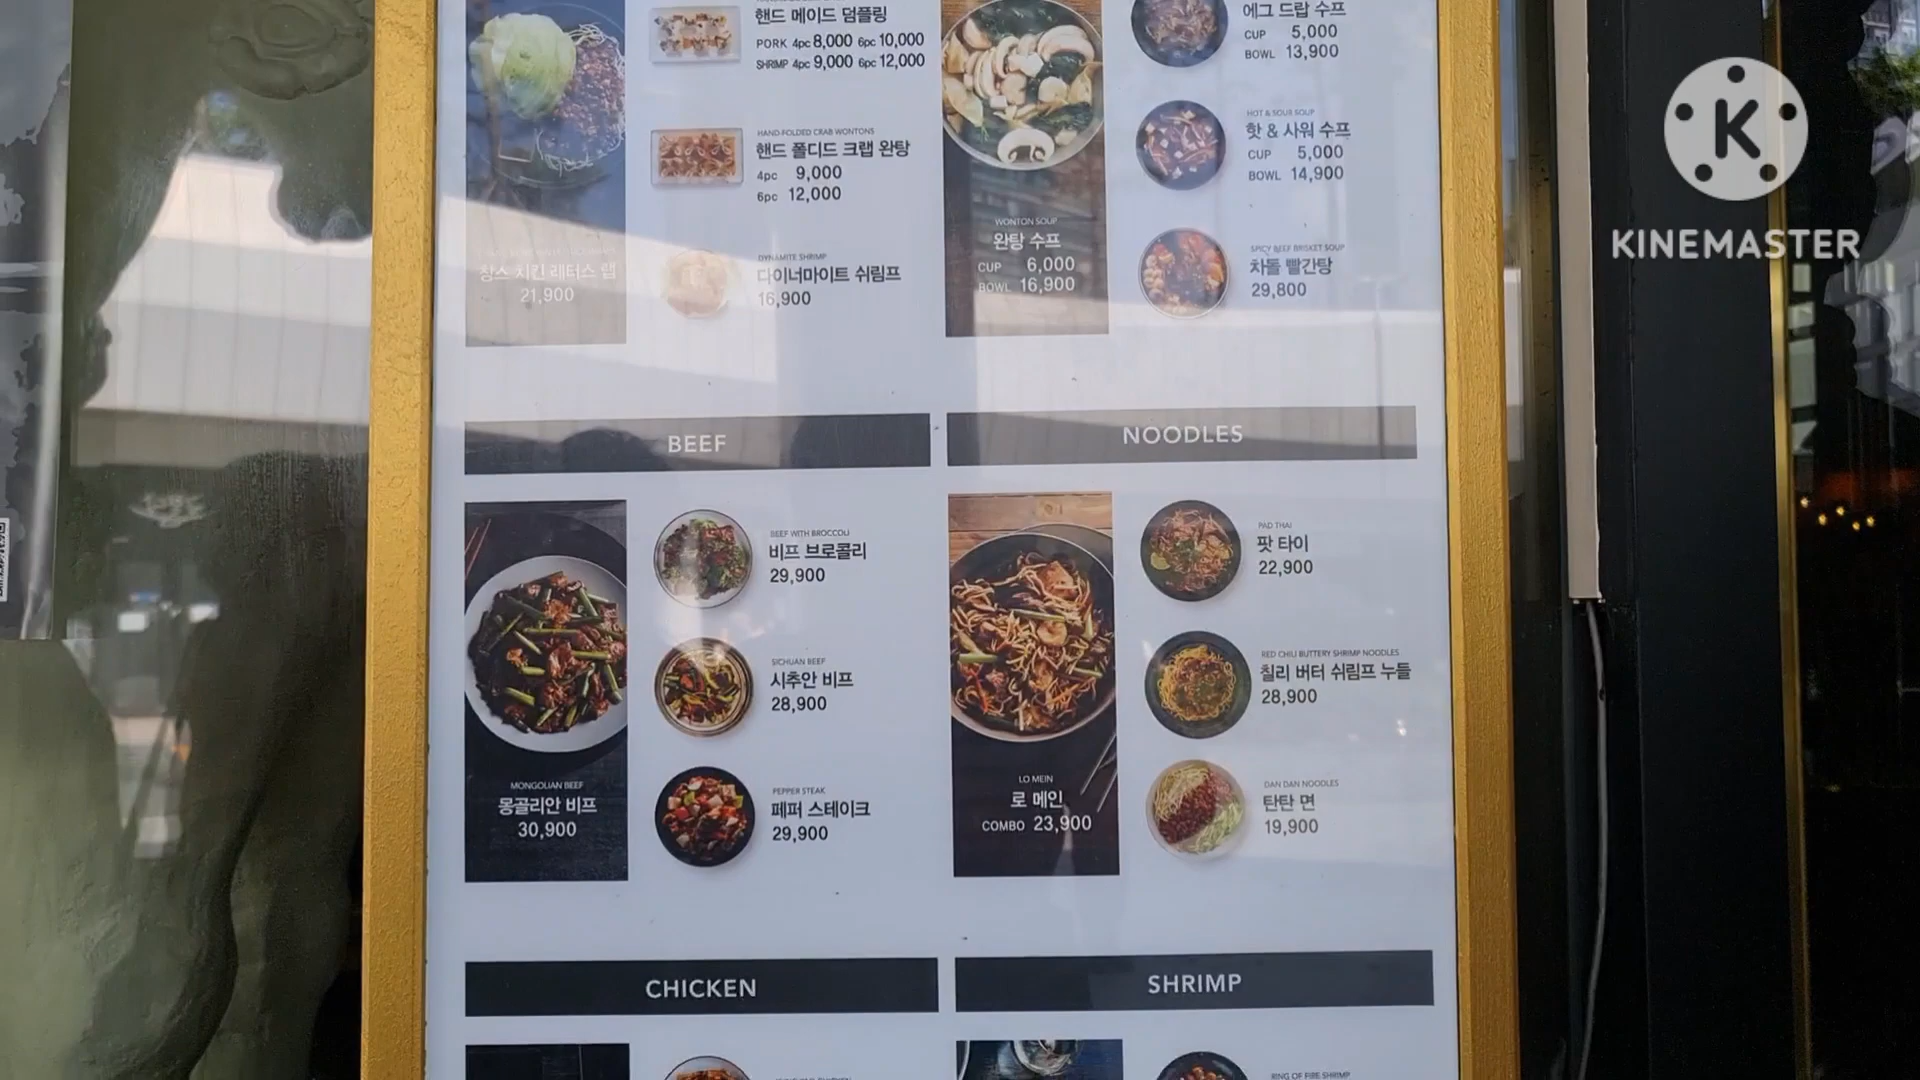 핸드 메이드 덤플링
PORK 4pc 8,000 6pc 10,000
SHRIMP 4pc 9,000 6pc 12,000
HAND-FOLDED CRAB WONTONS
핸드 폴디드 크랩 완탕
4pc 9,000
6pc 12,000
DYNAMITE SHRIMP
다이너마이트 쉬림프
16,900
창스 치킨 레터스 랩
21,900
에그 드랍 수프
CUP 5,000
BOWL 13,900
HOT & SOUR SOUP
핫 & 사워 수프
CUP 5,000
BOWL 14,900
WONTON SOUP
완탕 수프
CUP 6,000
BOWL 16,900
SPICY BEEF BRISKET SOUP
차돌 빨간탕
29,800
BEEF
BEEF WITH BROCCOLI
비프 브로콜리
29,900
SICHUAN BEEF
시추안 비프
28,900
MONGOLIAN BEEF
몽골리안 비프
30,900
PEPPER STEAK
페퍼 스테이크
29,900
NOODLES
PAD THAI
팟 타이
22,900
RED CHILI BUTTERY SHRIMP NOODLES
칠리 버터 쉬림프 누들
28,900
LO MEIN
로 메인
COMBO 23,900
DAN DAN NOODLES
탄탄 면
19,900
CHICKEN
SHRIMP
RING OF FIRE SHRIMP
K
KINEMASTER